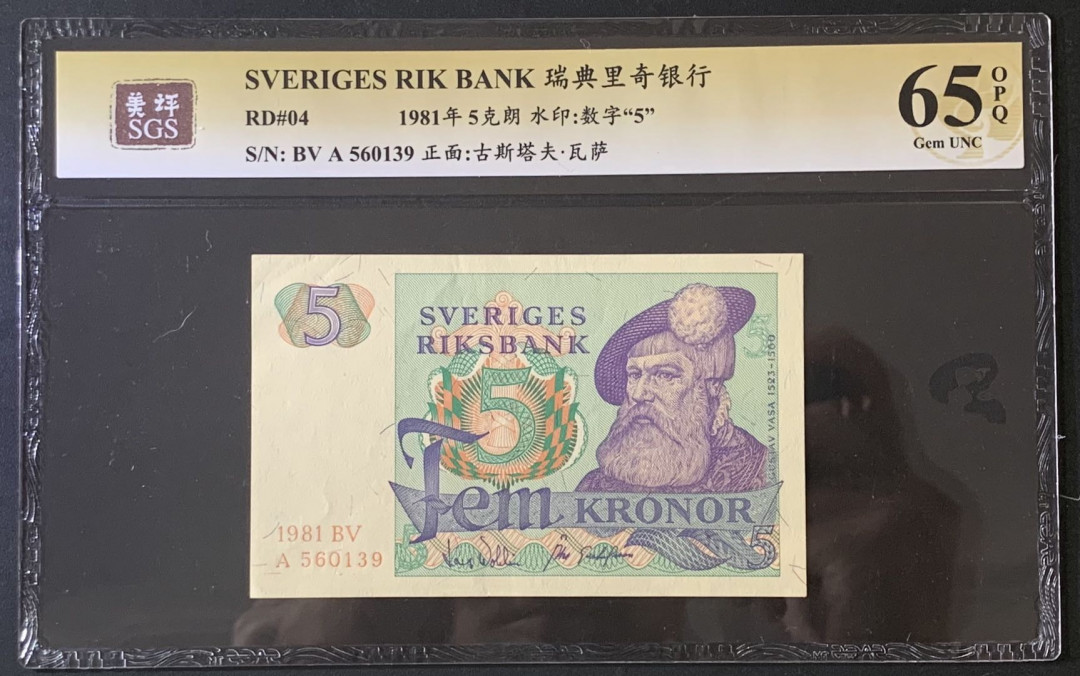 SVERIGES RIK BANK 瑞典里奇银行
美评
SGS
RD#04 1981年 5克朗 水印:数字“5”
S/N: BV A 560139 正面:古斯塔夫·瓦萨
65
OPQ
Gem UNC
5
SVERIGES
RIKSBANK
5
5
GUSTAV VASA 1523-1560
Fem KRONOR
1981 BV
A 560139
5
5